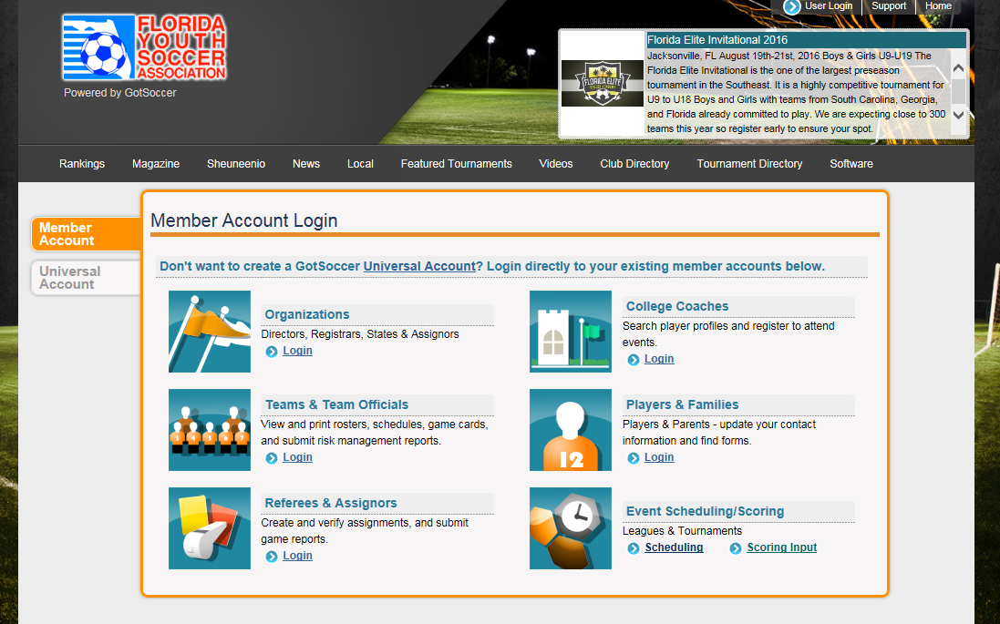 User Login
Support
Home
FLORIDA
YOUTH
SOCCER
ASSOCIATION
Powered by GotSoccer
FLORIDA ELITE
Florida Elite Invitational 2016
Jacksonville, FL August 19th-21st, 2016 Boys & Girls U9-U19 The
Florida Elite Invitational is the one of the largest preseason
tournament in the Southeast. It is a highly competitive tournament for
U9 to U18 Boys and Girls with teams from South Carolina, Georgia,
and Florida already committed to play. We are expecting close to 300
teams this year so register early to ensure your spot.
Rankings
Magazine
Sheuneenio
News
Local
Featured Tournaments
Videos
Club Directory
Tournament Directory
Software
Member
Account
Universal
Account
Member Account Login
Don't want to create a GotSoccer Universal Account? Login directly to your existing member accounts below.
Organizations
Directors, Registrars, States & Assignors
Login
College Coaches
Search player profiles and register to attend
events.
Login
3 4 5 6 7
Teams & Team Officials
View and print rosters, schedules, game cards,
and submit risk management reports.
Login
12
Players & Families
Players & Parents - update your contact
information and find forms.
Login
Referees & Assignors
Create and verify assignments, and submit
game reports.
Login
Event Scheduling/Scoring
Leagues & Tournaments
Scheduling
Scoring Input